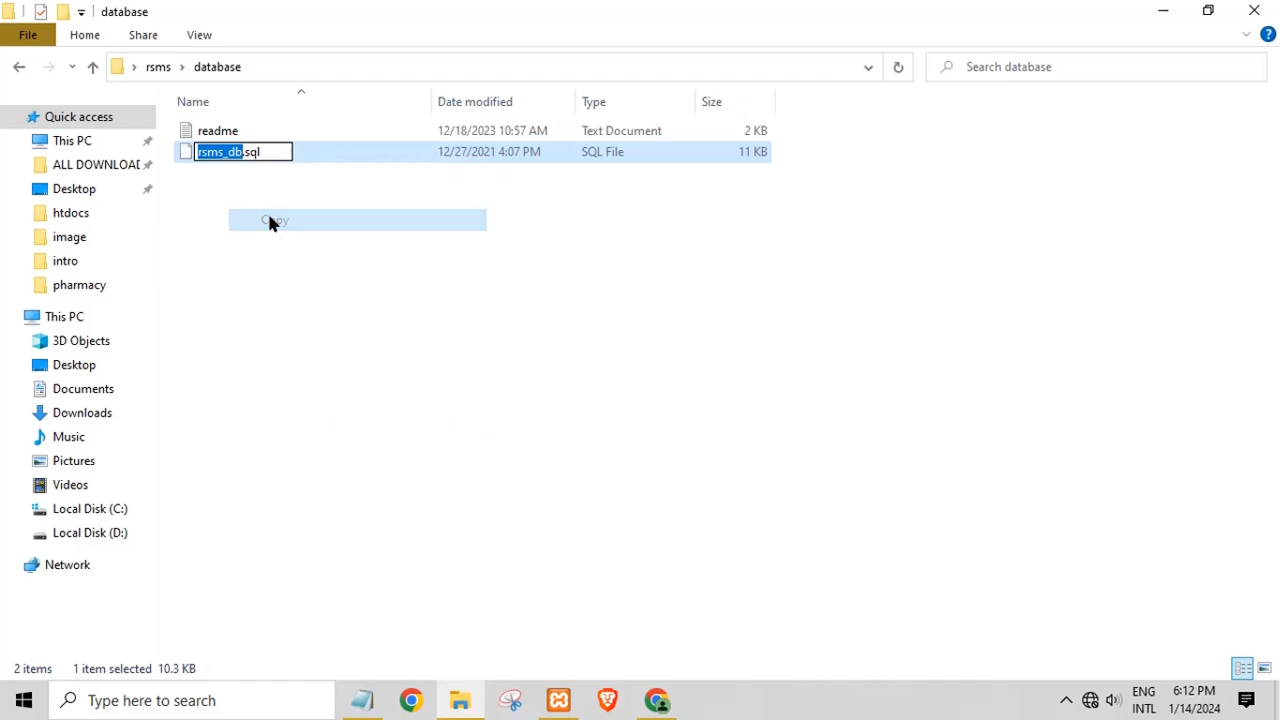 database
File Home Share View
rsms database
Search database
Name Date modified Type Size
readme 12/18/2023 10:57 AM Text Document 2 KB
rsms_db.sql 12/27/2021 4:07 PM SQL File 11 KB
Copy
Quick access
This PC
ALL DOWNLOA
Desktop
htdocs
image
intro
pharmacy
This PC
3D Objects
Desktop
Documents
Downloads
Music
Pictures
Videos
Local Disk (C:)
Local Disk (D:)
Network
2 items 1 item selected 10.3 KB
Type here to search
ENG
INTL
6:12 PM
1/14/2024